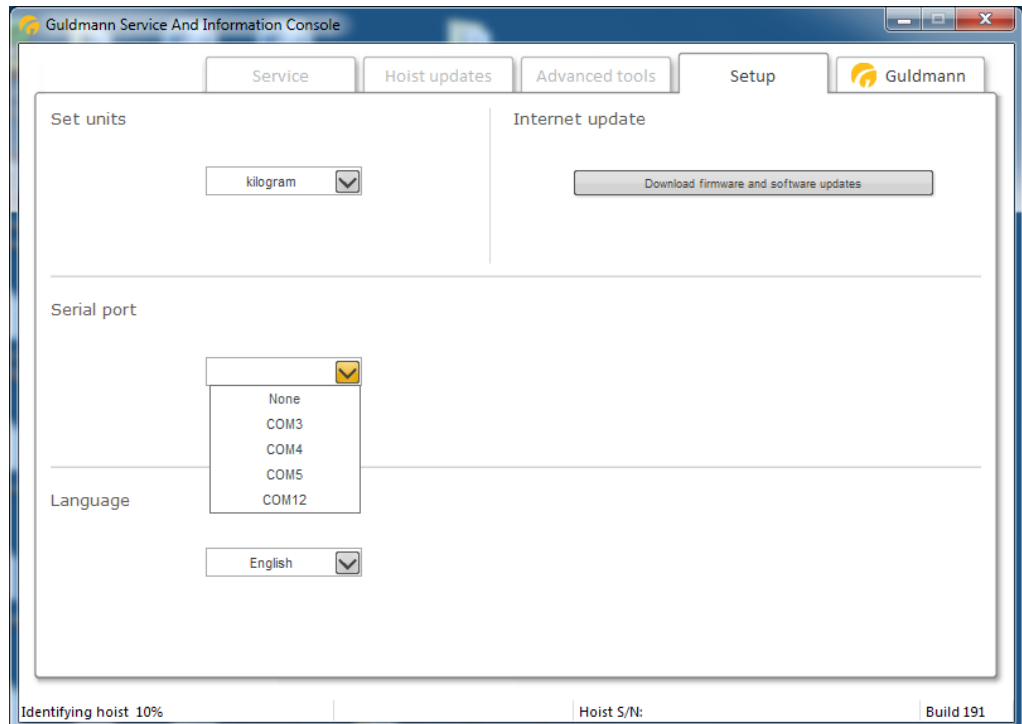 Guldmann Service And Information Console
Service
Hoist updates
Advanced tools
Setup
Guldmann
Set units
Internet update
kilogram
Download firmware and software updates
Serial port
None
COM3
COM4
COM5
COM12
Language
English
Identifying hoist 10%
Hoist S/N:
Build 191